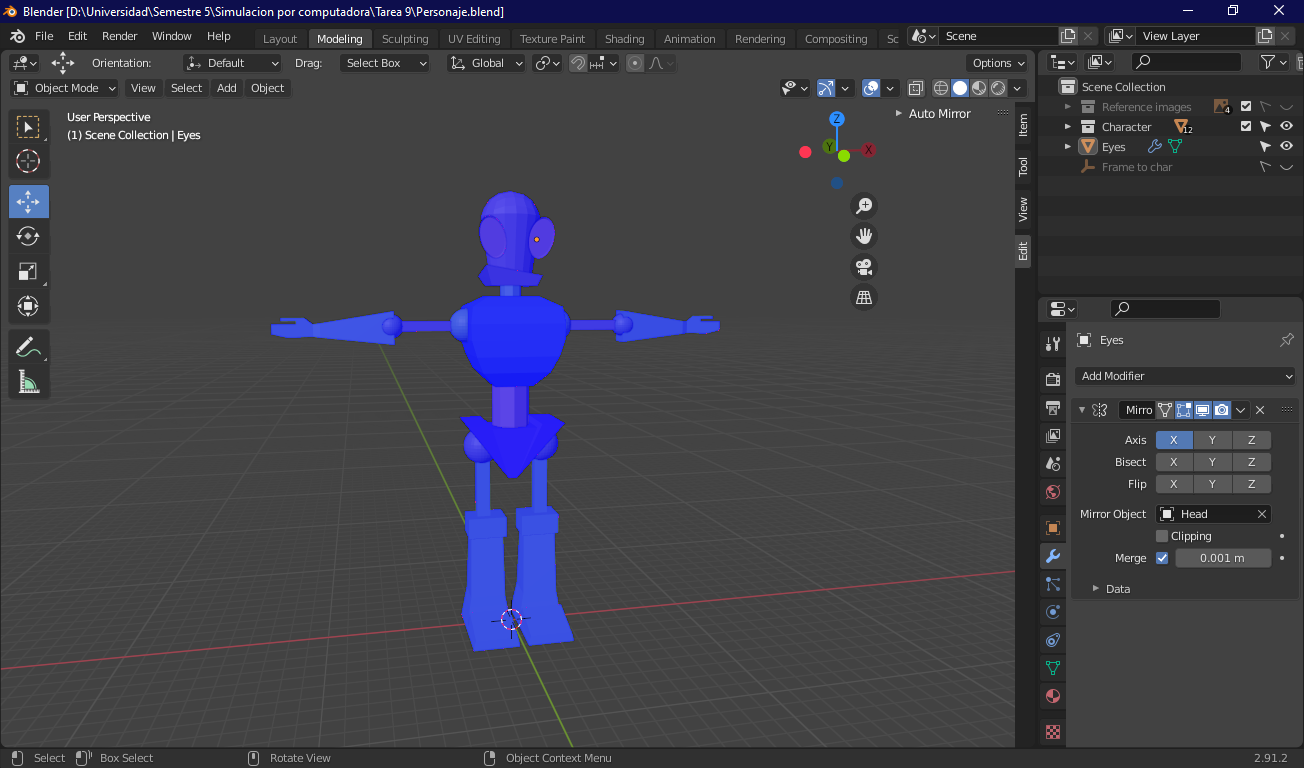 Blender [D:\Universidad\Semestre 5\Simulacion por computadora\Tarea 9\Personaje.blend]
File Edit Render Window Help Layout Modeling Sculpting UV Editing Texture Paint Shading Animation Rendering Compositing Sc Scene View Layer
Orientation: Default Drag: Select Box Global Options
Object Mode View Select Add Object
User Perspective
(1) Scene Collection | Eyes
Auto Mirror
Z
Y
X
Item
Tool
View
Edit
Scene Collection
Reference images 4
Character 12
Eyes
Frame to char
Eyes
Add Modifier
Mirro
Axis X Y Z
Bisect X Y Z
Flip X Y Z
Mirror Object Head
Clipping
Merge 0.001 m
Data
Select Box Select Rotate View Object Context Menu 2.91.2